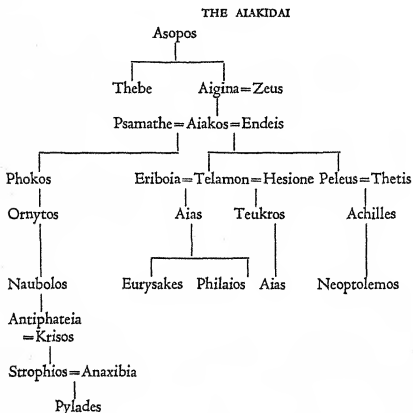 THE AIAKIDAI
Asopos
Thebe Aigina=Zeus
Psamathe=Aiakos=Endeis
Phokos Eriboia=Telamon=Hesione Peleus=Thetis
Ornytos Aias Teukros Achilles
Naubolos Eurysakes Philaios Aias Neoptolemos
Antiphateia
=Krisos
Strophios=Anaxibia
Pylades